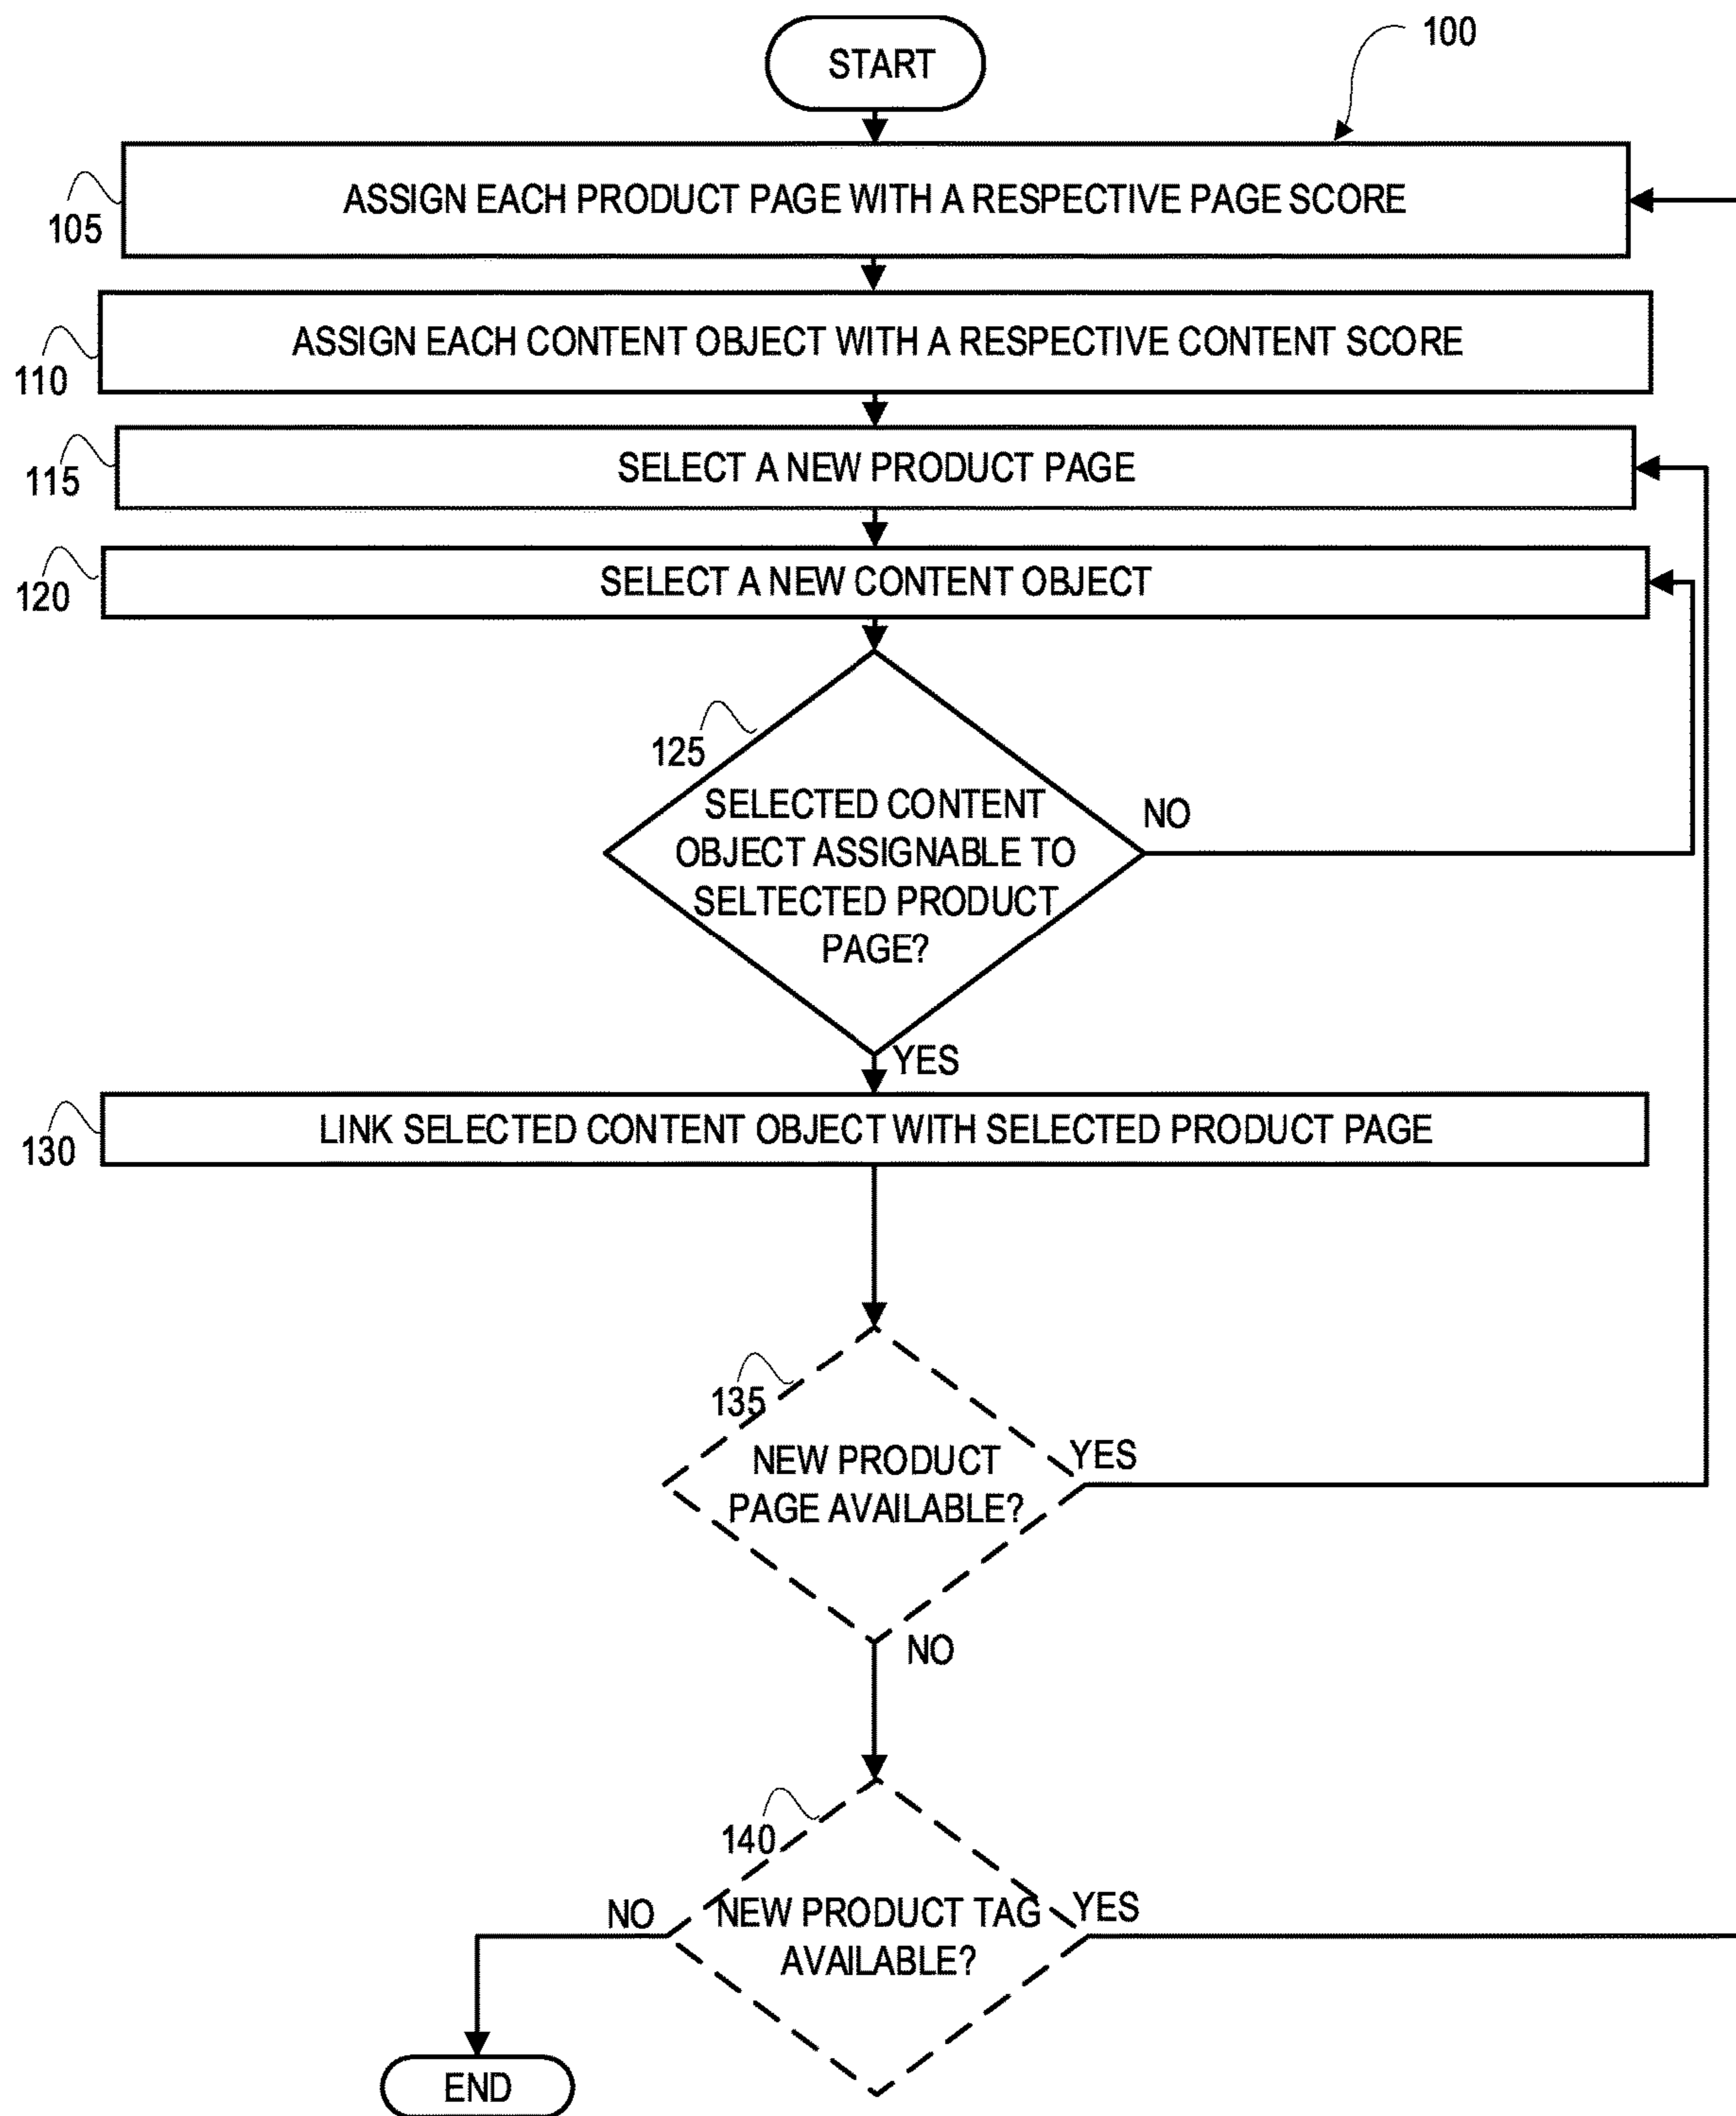 START
100
ASSIGN EACH PRODUCT PAGE WITH A RESPECTIVE PAGE SCORE
105
ASSIGN EACH CONTENT OBJECT WITH A RESPECTIVE CONTENT SCORE
110
SELECT A NEW PRODUCT PAGE
115
SELECT A NEW CONTENT OBJECT
120
125
SELECTED CONTENT
OBJECT ASSIGNABLE TO
SELTECTED PRODUCT
PAGE?
NO
YES
LINK SELECTED CONTENT OBJECT WITH SELECTED PRODUCT PAGE
130
135
NEW PRODUCT
PAGE AVAILABLE?
YES
NO
140
NEW PRODUCT TAG
AVAILABLE?
NO
YES
END